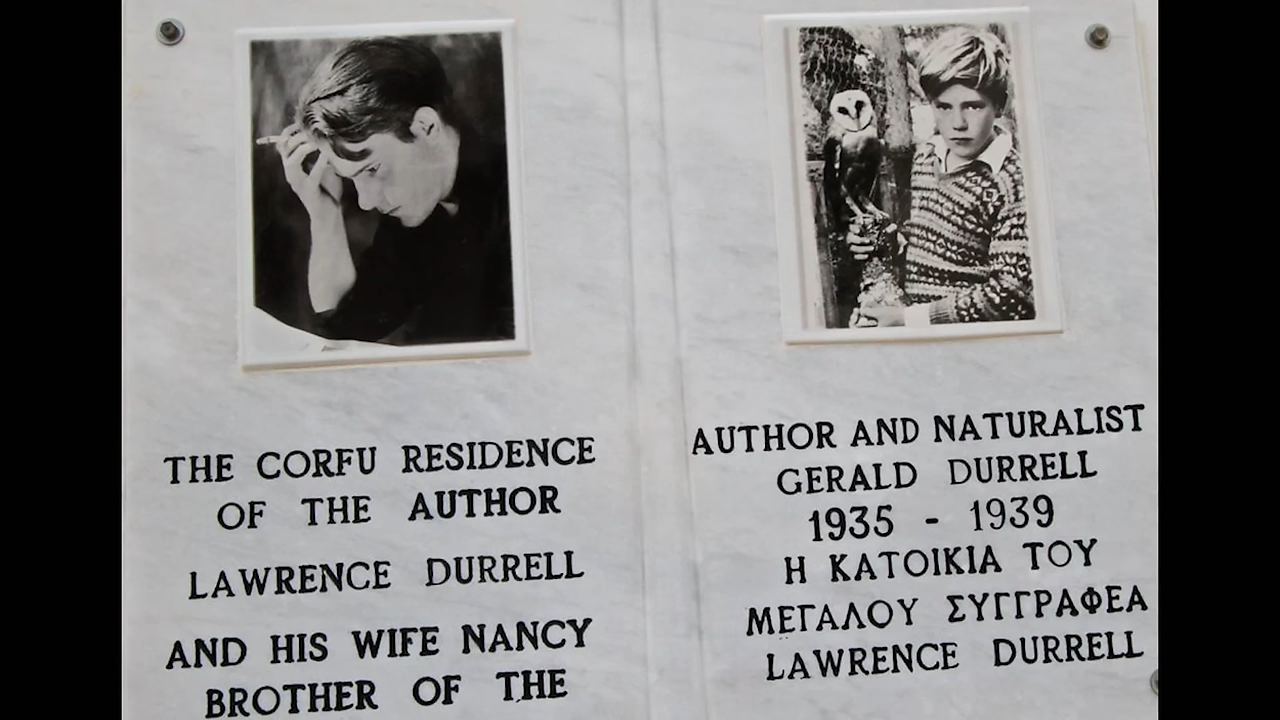 THE CORFU RESIDENCE
OF THE AUTHOR
LAWRENCE DURRELL
AND HIS WIFE NANCY
BROTHER OF THE
AUTHOR AND NATURALIST
GERALD DURRELL
1935 - 1939
Η ΚΑΤΟΙΚΙΑ ΤΟΥ
ΜΕΓΑΛΟΥ ΣΥΓΓΡΑΦΕΑ
LAWRENCE DURRELL